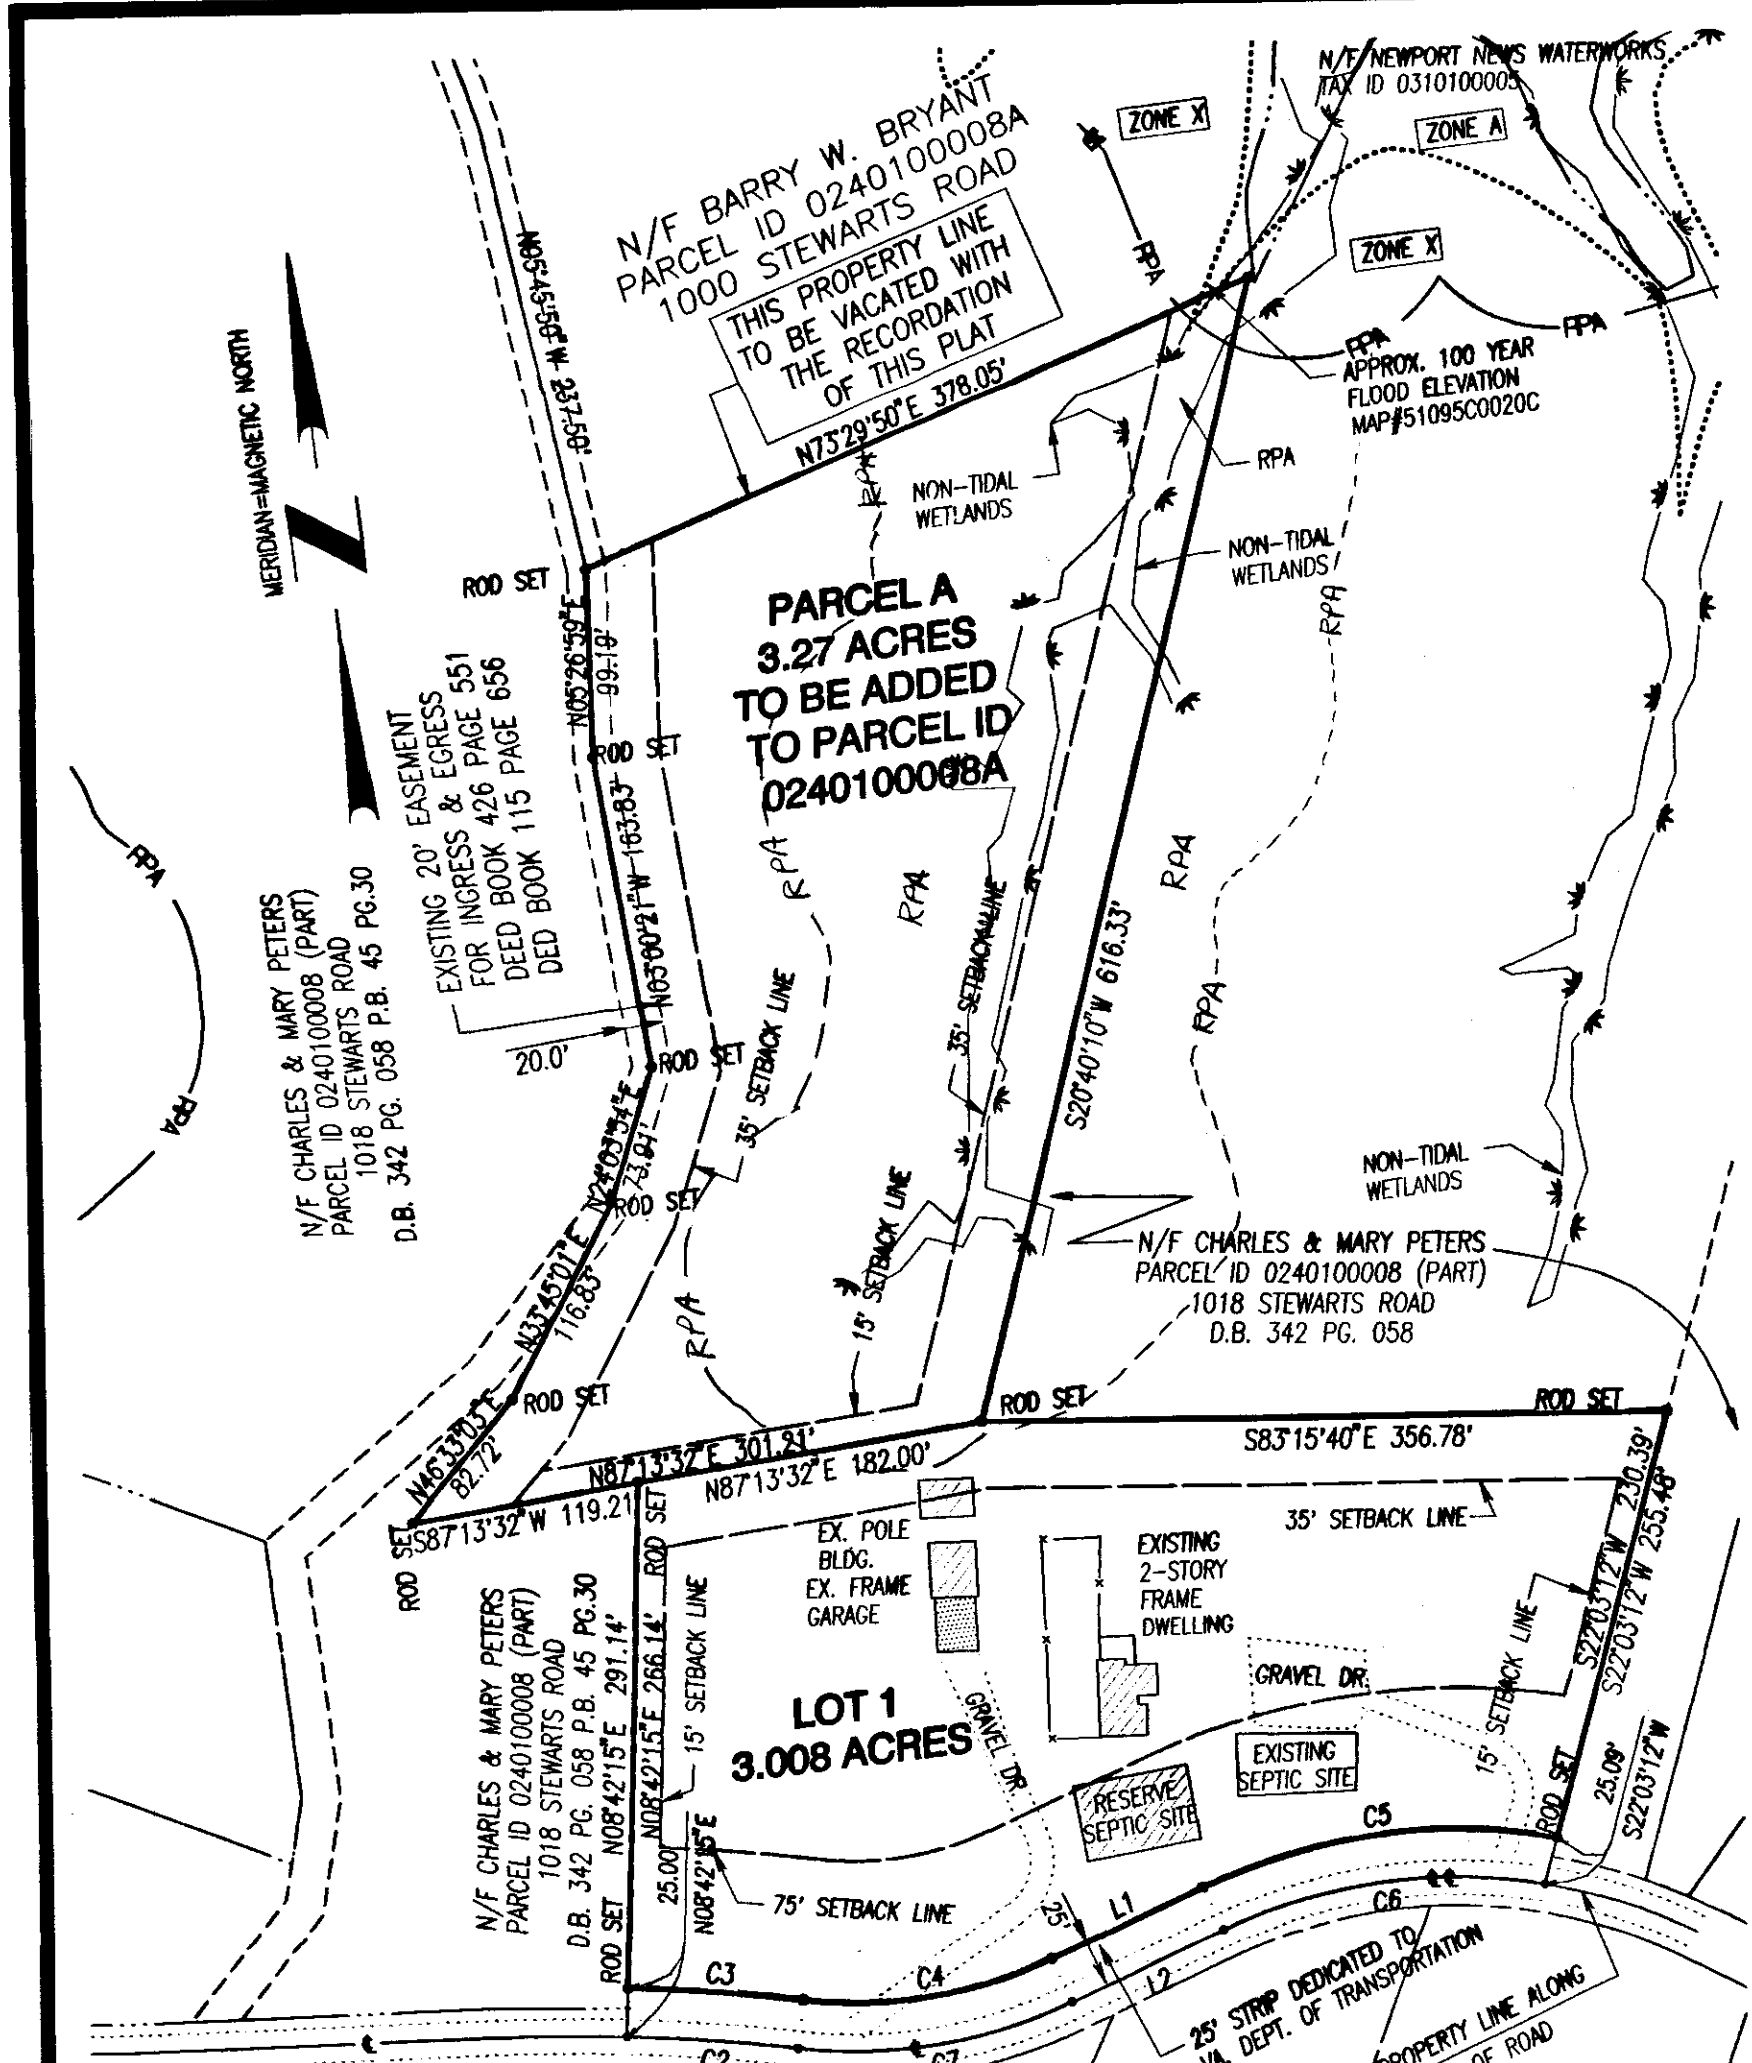 N/F NEWPORT NEWS WATERWORKS
TAX ID 0310100005
ZONE X
ZONE A
ZONE X
N/F BARRY W. BRYANT
PARCEL ID 0240100008A
1000 STEWARTS ROAD
THIS PROPERTY LINE
TO BE VACATED WITH
THE RECORDATION
OF THIS PLAT
N73°29'50"E 378.05'
N05°45'50"W 237.50'
MERIDIAN=MAGNETIC NORTH
RPA
RPA
RPA
APPROX. 100 YEAR
FLOOD ELEVATION
MAP#51095C0020C
RPA
RPA
NON-TIDAL
WETLANDS
NON-TIDAL
WETLANDS
RPA
ROD SET
N05°26'59"E
99.19'
ROD SET
PARCEL A
3.27 ACRES
TO BE ADDED
TO PARCEL ID
0240100008A
EXISTING 20' EASEMENT
FOR INGRESS & EGRESS
DEED BOOK 426 PAGE 551
DED BOOK 115 PAGE 656
20.0'
N03°00'21"W 163.83'
RPA
RPA
N/F CHARLES & MARY PETERS
PARCEL ID 0240100008 (PART)
1018 STEWARTS ROAD
D.B. 342 PG. 058 P.B. 45 PG.30
RPA
RPA
RPA
RPA
35' SETBACK LINE
35' SETBACK LINE
S20°40'10"W 616.33'
ROD SET
N24°03'54"E
73.91'
ROD SET
N33°45'01"E
116.83'
RPA
15' SETBACK LINE
NON-TIDAL
WETLANDS
N/F CHARLES & MARY PETERS
PARCEL ID 0240100008 (PART)
1018 STEWARTS ROAD
D.B. 342 PG. 058
ROD SET
N46°33'03"E
82.72'
ROD SET
ROD SET
ROD SET
N87°13'32"E 301.21'
N87°13'32"E 182.00'
S87°13'32"W 119.21'
S83°15'40"E 356.78'
ROD SET
35' SETBACK LINE
S22°03'12"W 230.39'
S22°03'12"W 255.48'
EX. POLE
BLDG.
EX. FRAME
GARAGE
EXISTING
2-STORY
FRAME
DWELLING
N/F CHARLES & MARY PETERS
PARCEL ID 0240100008 (PART)
1018 STEWARTS ROAD
D.B. 342 PG. 058 P.B. 45 PG.30
ROD SET N08°42'15"E 291.14'
N08°42'15"E 266.14'
15' SETBACK LINE
LOT 1
3.008 ACRES
GRAVEL DR.
GRAVEL DR.
15' SETBACK LINE
EXISTING
SEPTIC SITE
RESERVE
SEPTIC SITE
ROD SET
25.09'
S22°03'12"W
25.00'
N08°42'15"E
75' SETBACK LINE
C5
L1
25'
C6
C3
C4
L2
25' STRIP DEDICATED TO
VA. DEPT. OF TRANSPORTATION
PROPERTY LINE ALONG
OF ROAD
C2
C7